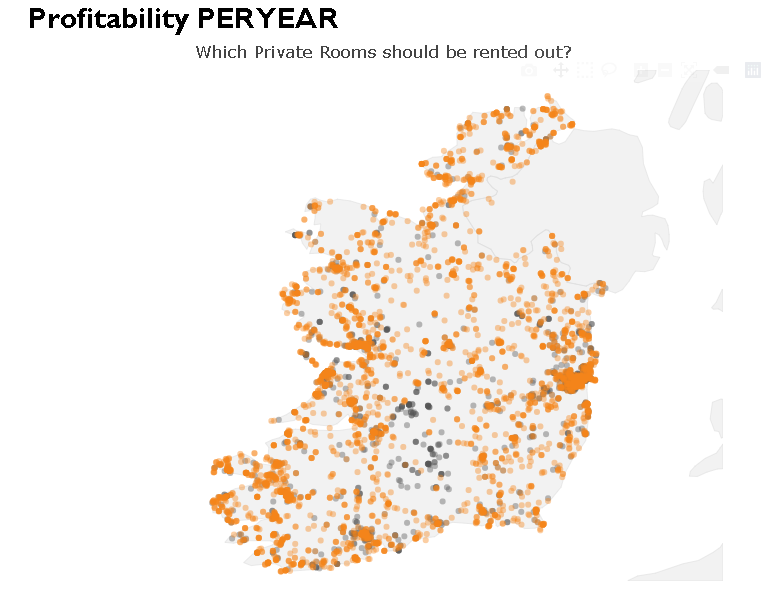 Profitability PERYEAR
Which Private Rooms should be rented out?